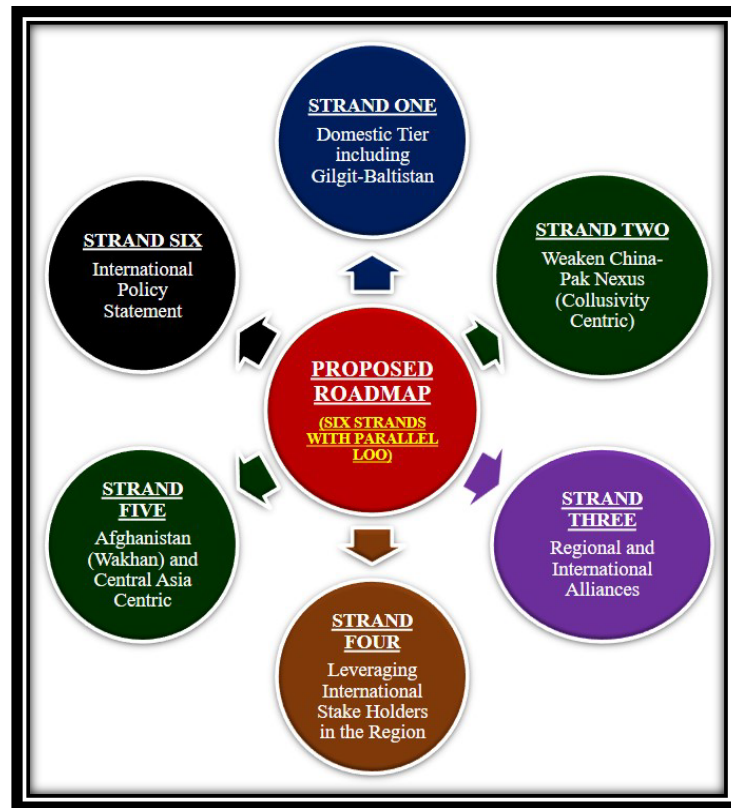 STRAND ONE
Domestic Tier
including
Gilgit-Baltistan
STRAND TWO
Weaken China-
Pak Nexus
(Collusivity
Centric)
STRAND
THREE
Regional and
International
Alliances
STRAND
FOUR
Leveraging
International
Stake Holders
in the Region
STRAND
FIVE
Afghanistan
(Wakhan) and
Central Asia
Centric
STRAND SIX
International
Policy
Statement
PROPOSED
ROADMAP
(SIX STRANDS
WITH PARALLEL
LOO)